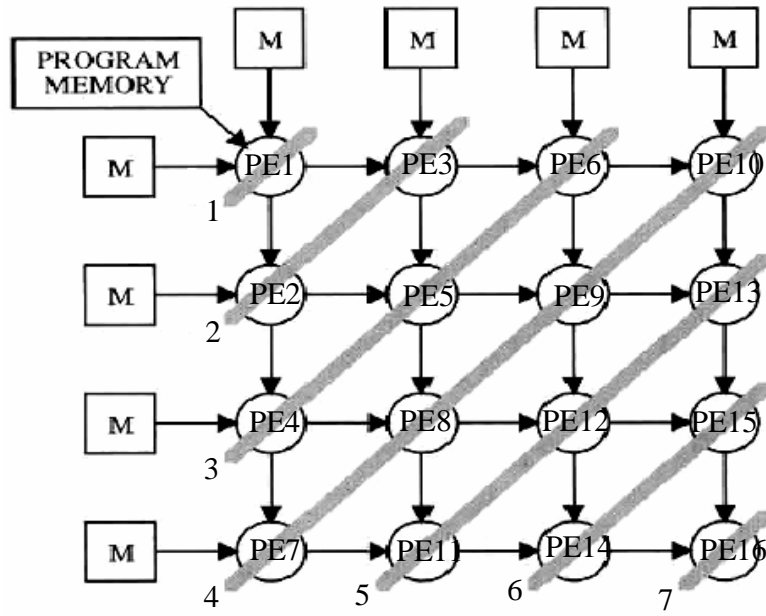 M M M M
PROGRAM
MEMORY
M PE1 PE3 PE6 PE10
1
M PE2 PE5 PE9 PE13
2
M PE4 PE8 PE12 PE15
3
M PE7 PE11 PE14 PE16
4 5 6 7